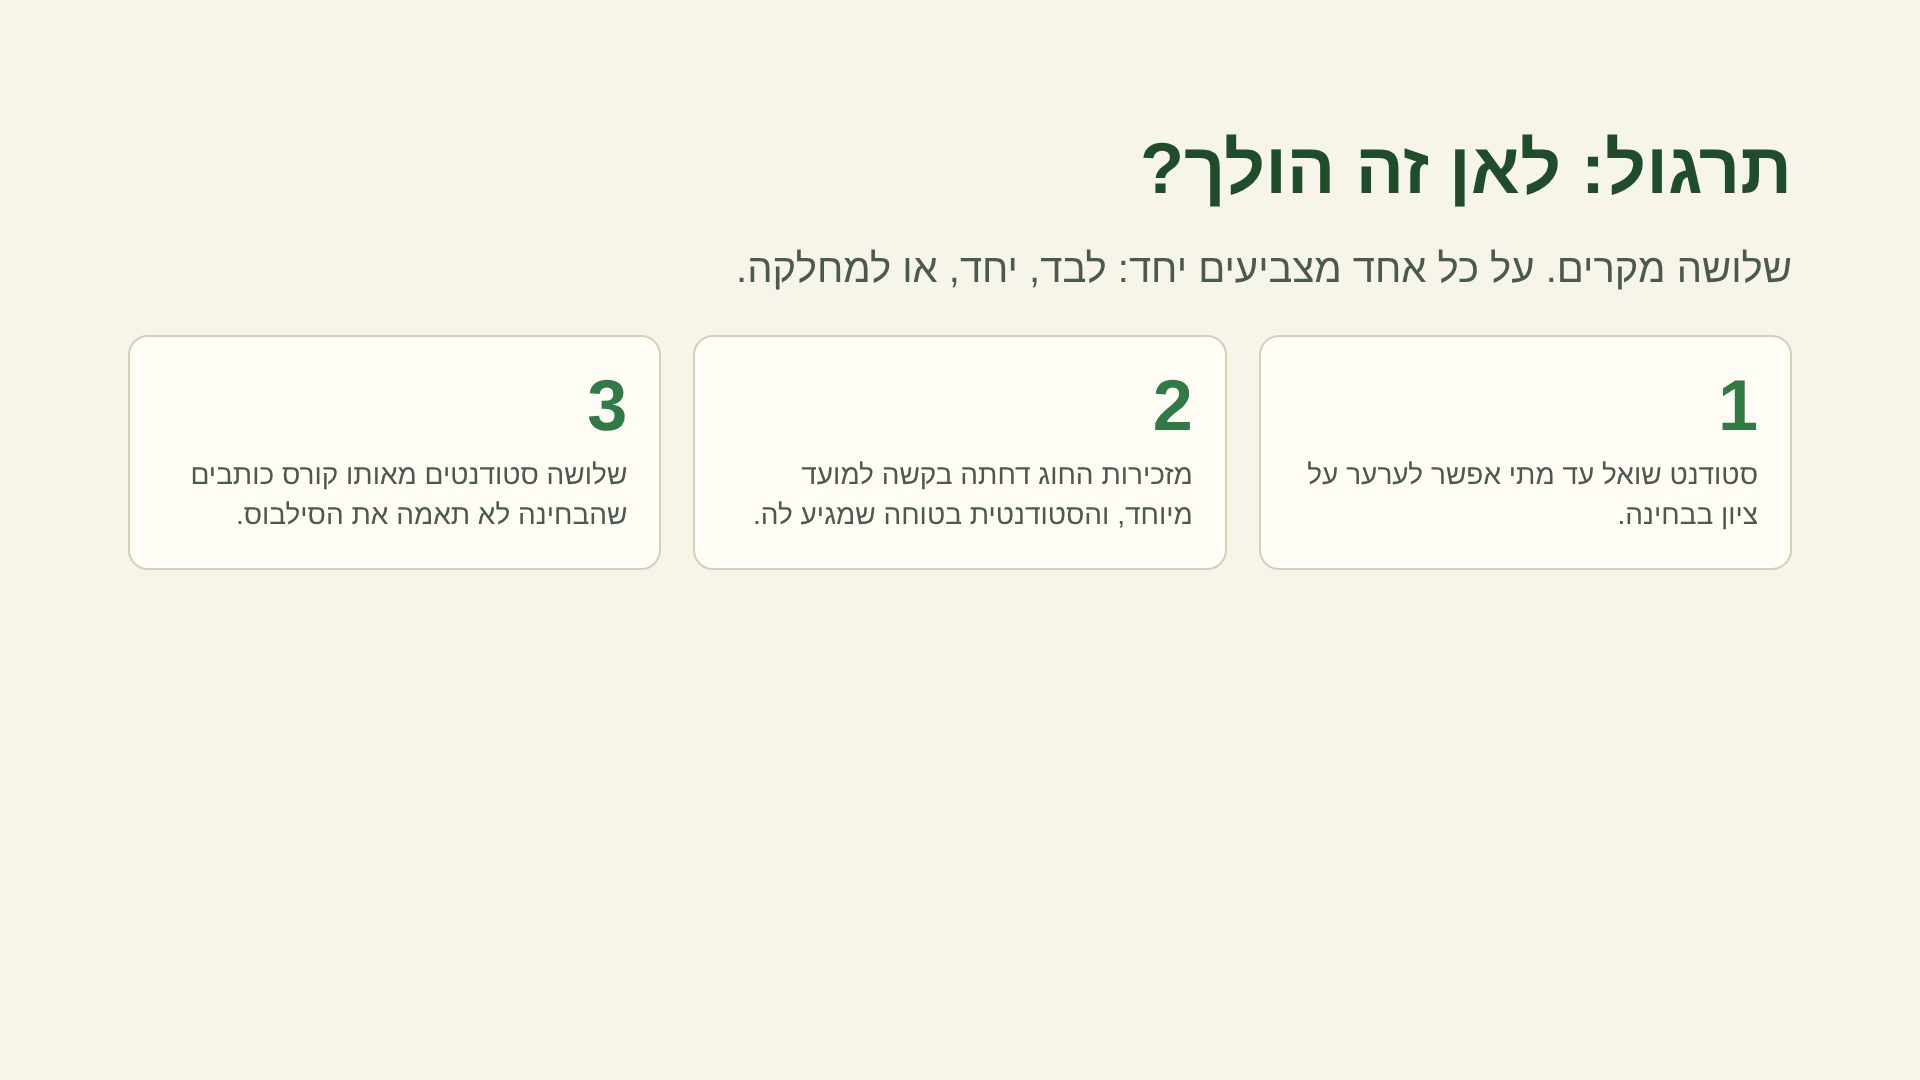 תרגול: לאן זה הולך?
שלושה מקרים. על כל אחד מצביעים יחד: לבד, יחד, או למחלקה.
1
סטודנט שואל עד מתי אפשר לערער על
ציון בבחינה.
2
מזכירות החוג דחתה בקשה למועד
מיוחד, והסטודנטית בטוחה שמגיע לה.
3
שלושה סטודנטים מאותו קורס כותבים
שהבחינה לא תאמה את הסילבוס.